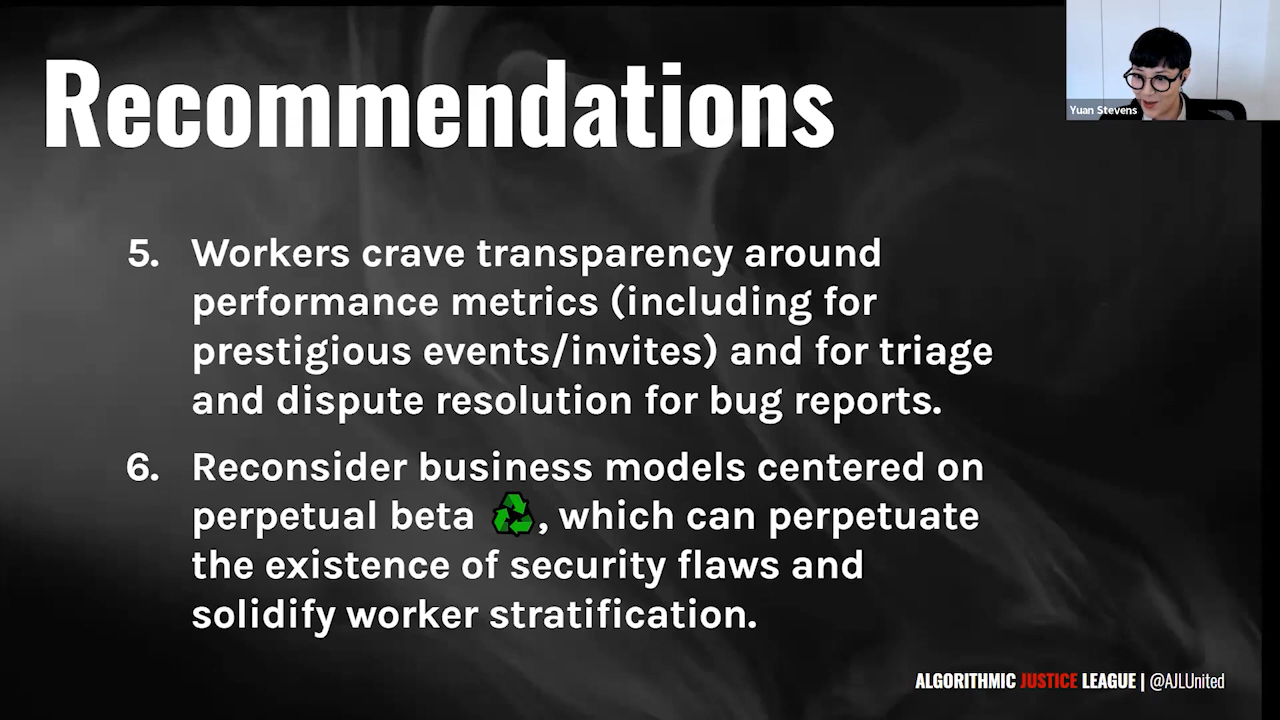 Recommendations
Yuan Stevens
5. Workers crave transparency around
performance metrics (including for
prestigious events/invites) and for triage
and dispute resolution for bug reports.
6. Reconsider business models centered on
perpetual beta ♻, which can perpetuate
the existence of security flaws and
solidify worker stratification.
ALGORITHMIC JUSTICE LEAGUE | @AJLUnited